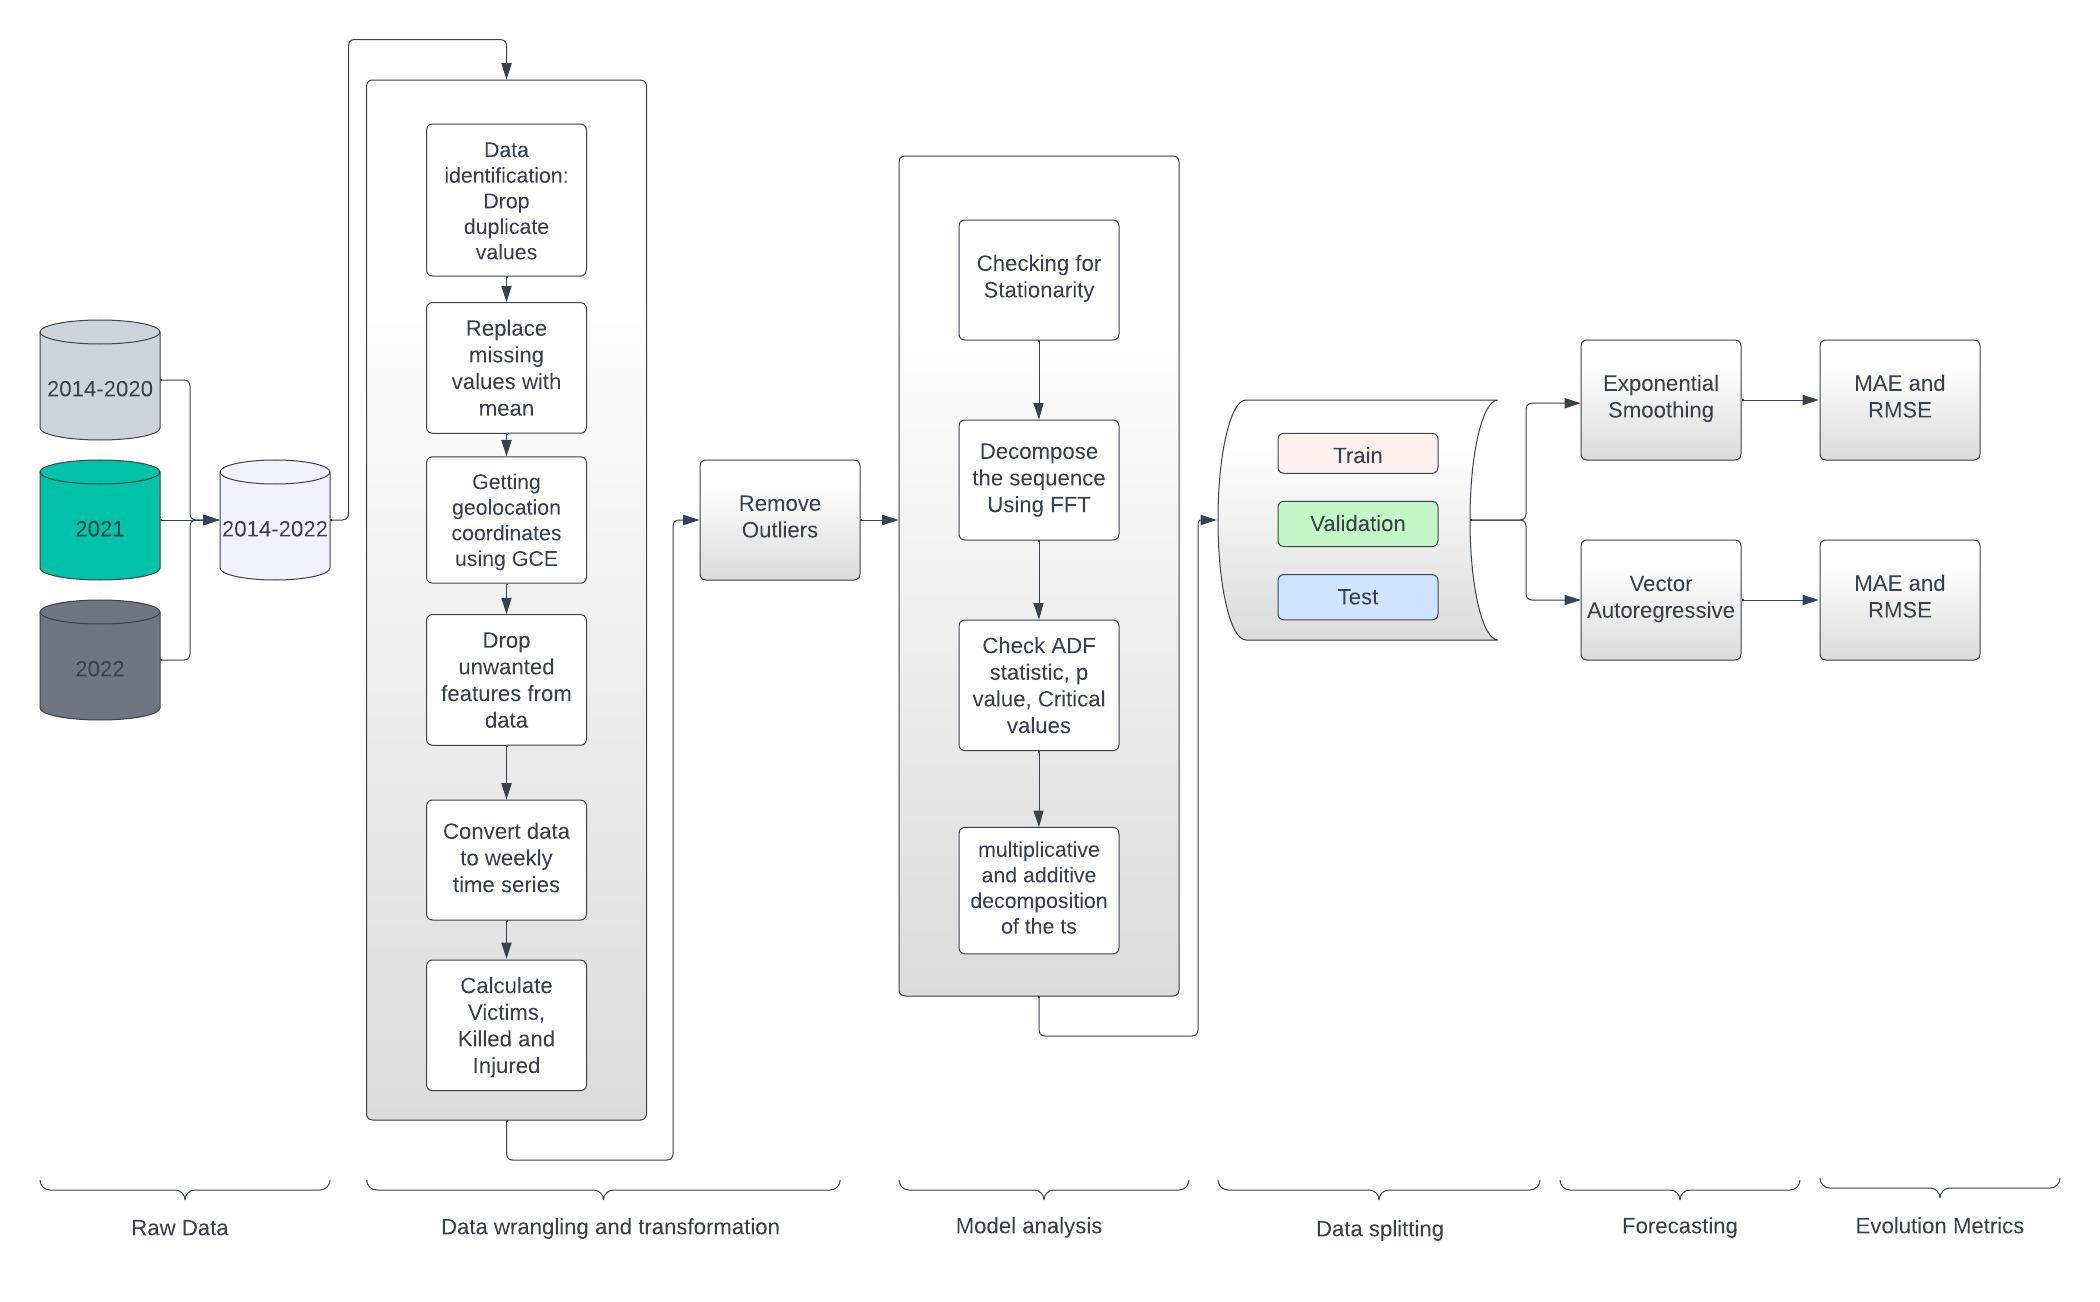 2014-2020
2021
2022
2014-2022
Data
identification:
Drop
duplicate
values
Replace
missing
values with
mean
Getting
geolocation
coordinates
using GCE
Drop
unwanted
features from
data
Convert data
to weekly
time series
Calculate
Victims,
Killed and
Injured
Remove
Outliers
Checking for
Stationarity
Decompose
the sequence
Using FFT
Check ADF
statistic, p
value, Critical
values
multiplicative
and additive
decomposition
of the ts
Train
Validation
Test
Exponential
Smoothing
MAE and
RMSE
Vector
Autoregressive
MAE and
RMSE
Raw Data
Data wrangling and transformation
Model analysis
Data splitting
Forecasting
Evolution Metrics